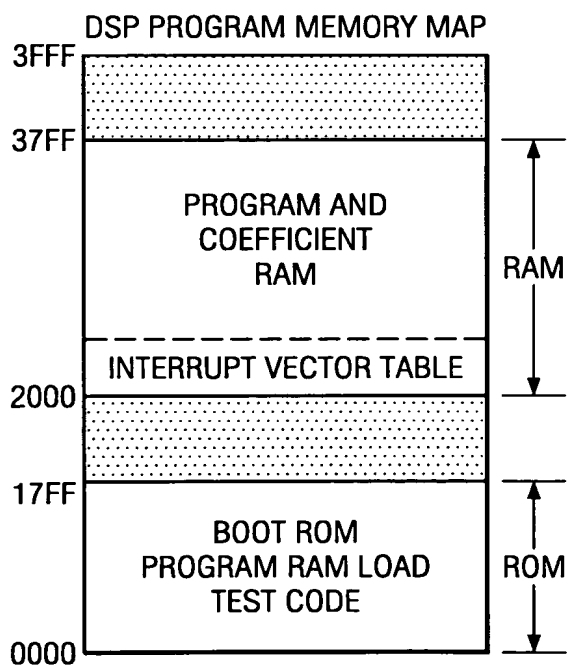 DSP PROGRAM MEMORY MAP
3FFF
37FF
PROGRAM AND
COEFFICIENT
RAM
RAM
INTERRUPT VECTOR TABLE
2000
17FF
BOOT ROM
PROGRAM RAM LOAD
TEST CODE
ROM
0000